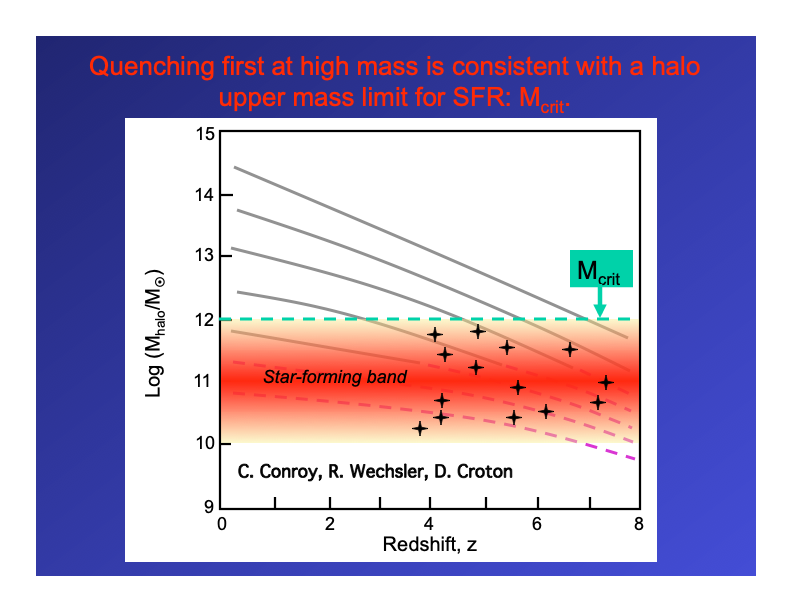 Quenching first at high mass is consistent with a halo
upper mass limit for SFR: Mcrit.
15
14
13
12
11
10
9
Log (Mhalo/M☉)
Mcrit
Star-forming band
C. Conroy, R. Wechsler, D. Croton
0 2 4 6 8
Redshift, z